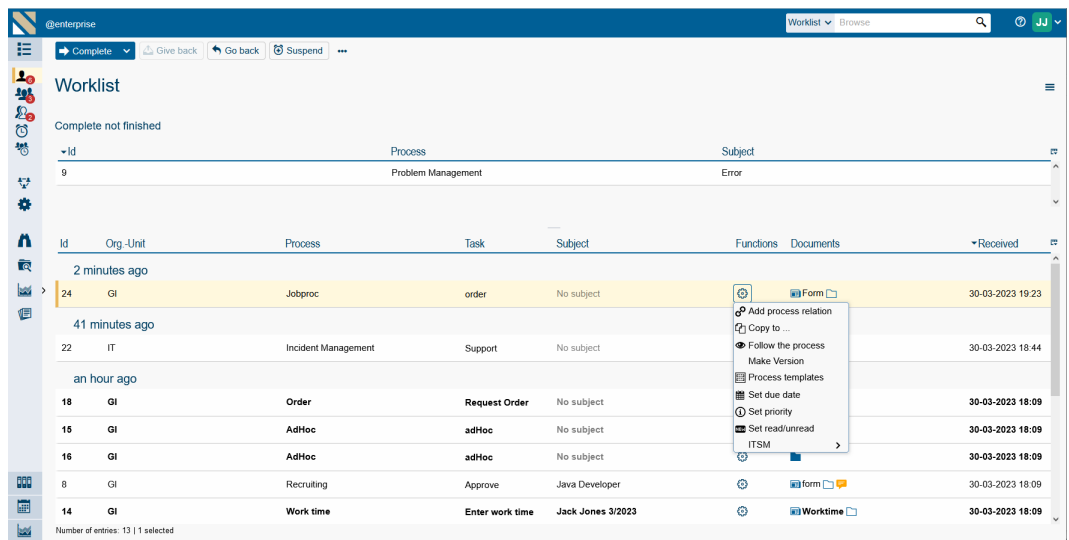 @enterprise Worklist Browse JJ
Complete Give back Go back Suspend
6
3
2
Worklist
Complete not finished
Id Process Subject
9 Problem Management Error
Id Org.-Unit Process Task Subject Functions Documents Received
2 minutes ago
24 GI Jobproc order No subject Form 30-03-2023 19:23
Add process relation
41 minutes ago
Copy to ...
22 IT Incident Management Support No subject Follow the process 30-03-2023 18:44
Make Version
an hour ago
Process templates
Set due date
18 GI Order Request Order No subject 30-03-2023 18:09
Set priority
15 GI AdHoc adHoc No subject Set read/unread 30-03-2023 18:09
ITSM
16 GI AdHoc adHoc No subject 30-03-2023 18:09
8 GI Recruiting Approve Java Developer form 30-03-2023 18:09
14 GI Work time Enter work time Jack Jones 3/2023 Worktime 30-03-2023 18:09
Number of entries: 13 | 1 selected